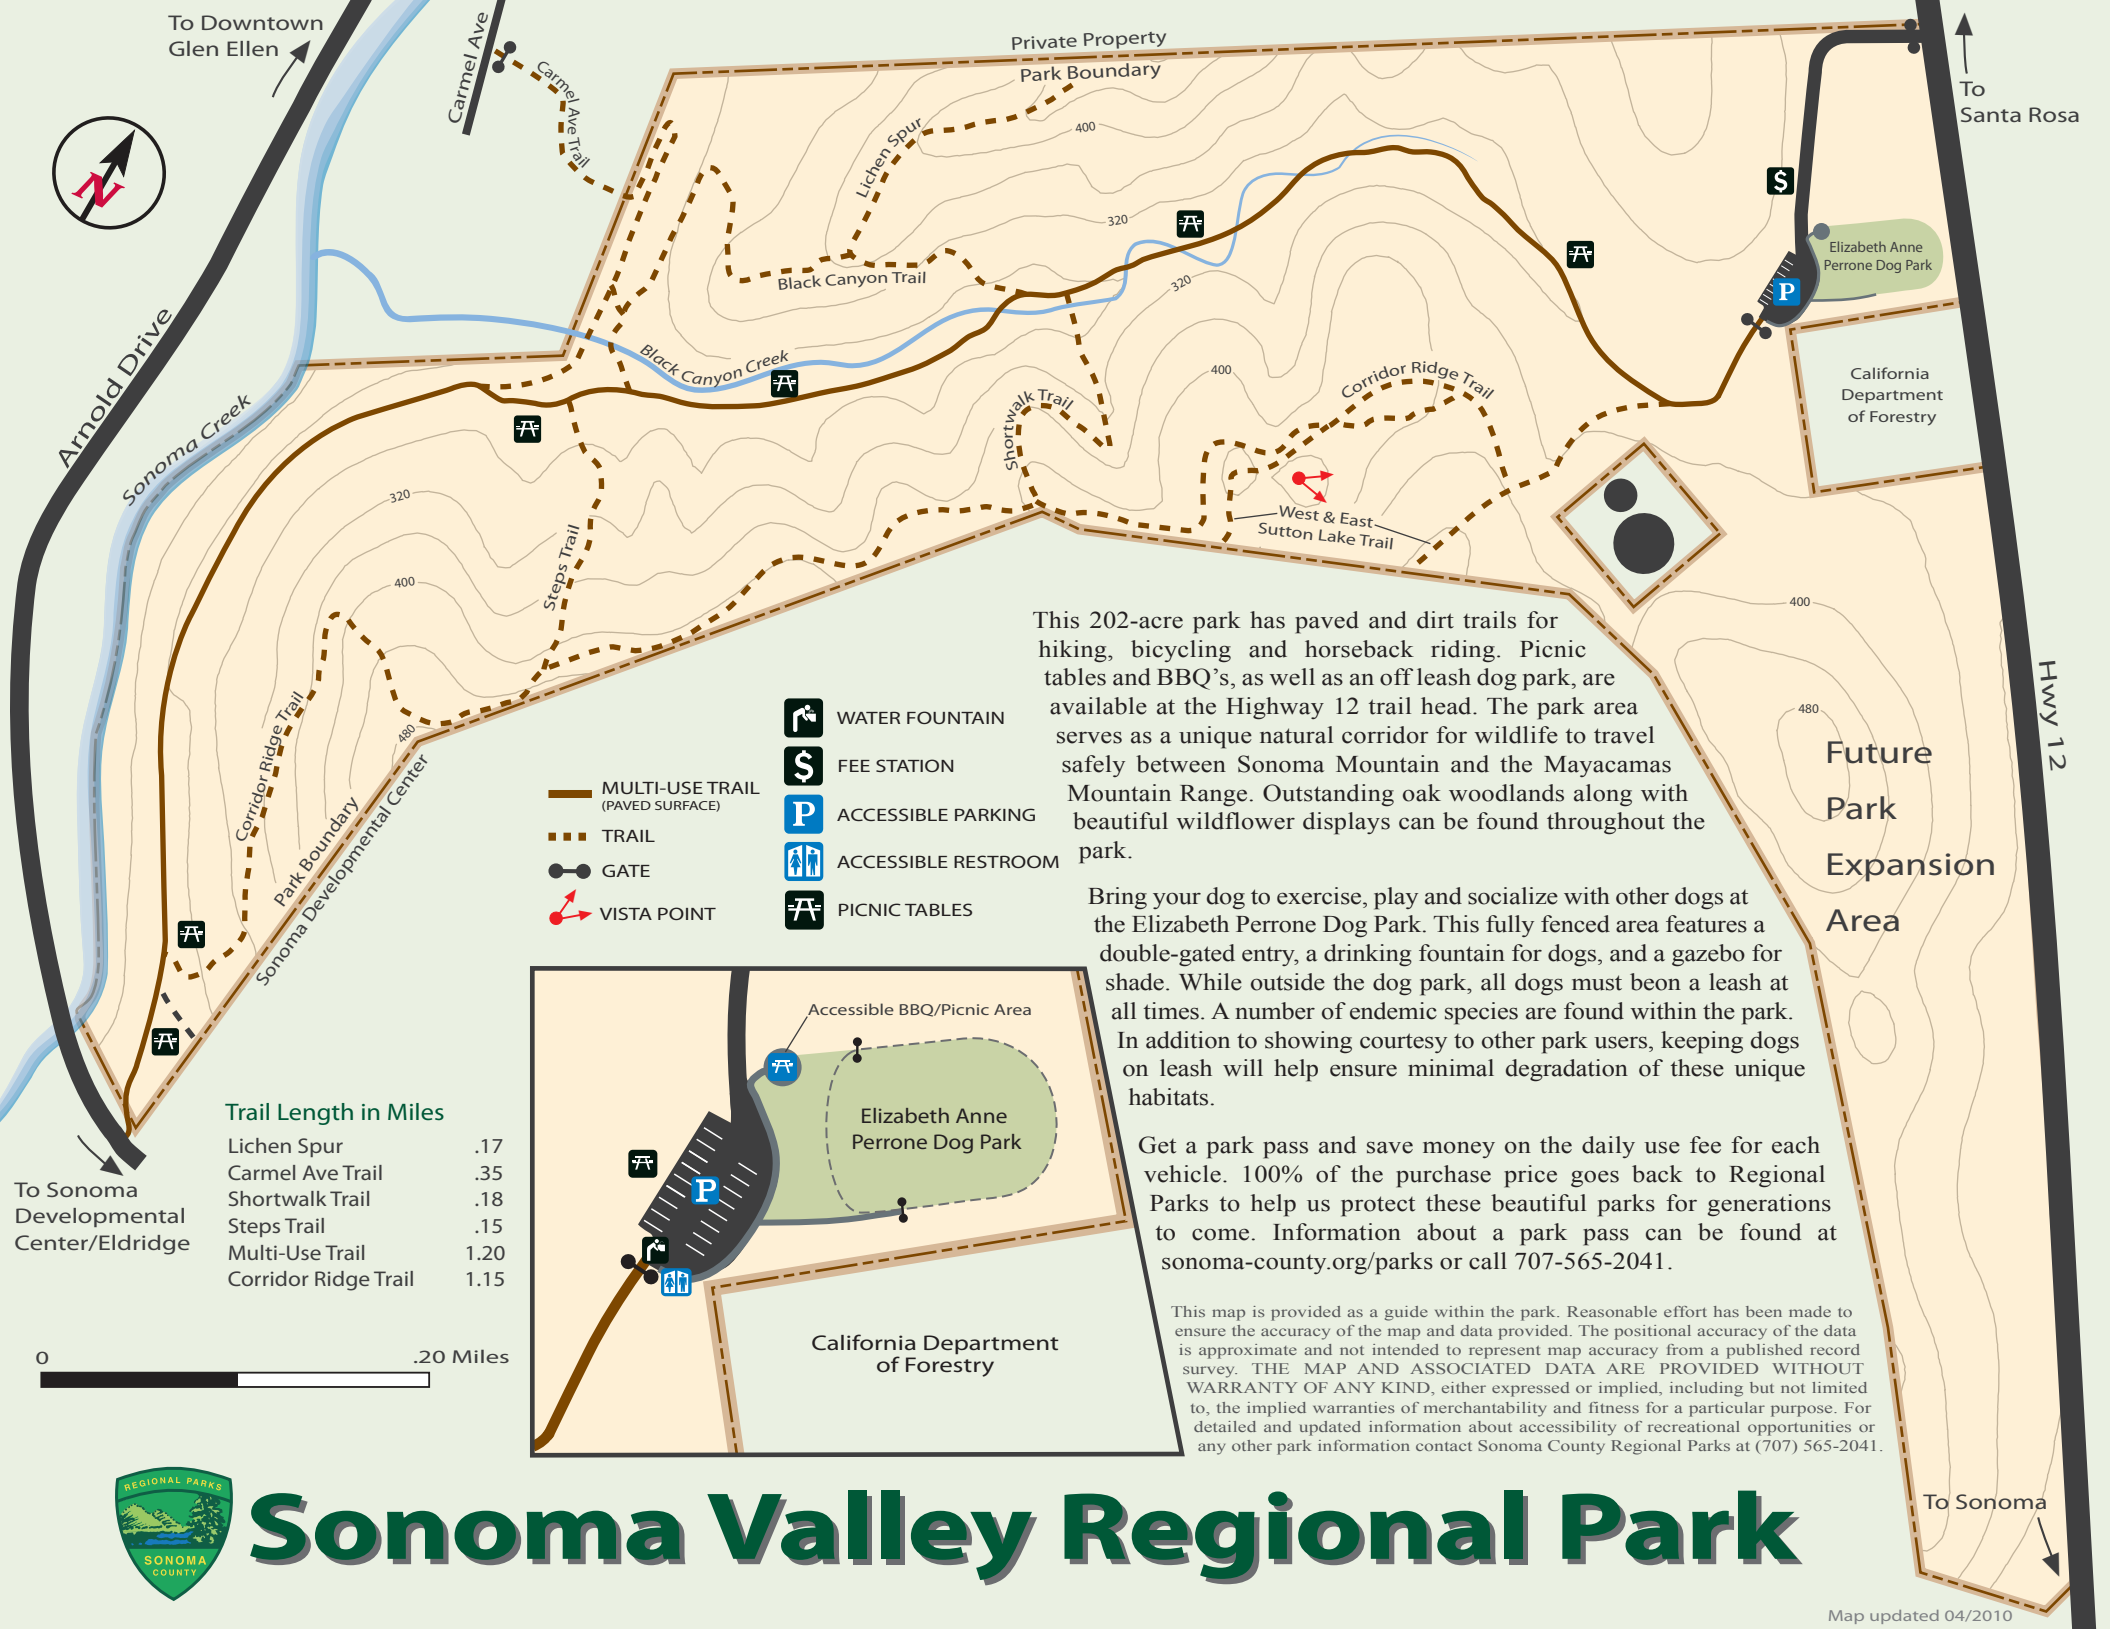 To Downtown
Glen Ellen
Carmel Ave
Carmel Ave Trail
Private Property
Park Boundary
To
Santa Rosa
N
Lichen Spur
400
320
$
Elizabeth Anne
Perrone Dog Park
P
Black Canyon Trail
320
Arnold Drive
Black Canyon Creek
400
Corridor Ridge Trail
California
Department
of Forestry
Sonoma Creek
Shortwalk Trail
320
West & East
Sutton Lake Trail
Steps Trail
400
400
480
Hwy 12
Future
Park
Expansion
Area
Corridor Ridge Trail
480
Park Boundary
Sonoma Developmental Center
This 202-acre park has paved and dirt trails for
hiking, bicycling and horseback riding. Picnic
tables and BBQ's, as well as an off leash dog park, are
available at the Highway 12 trail head. The park area
serves as a unique natural corridor for wildlife to travel
safely between Sonoma Mountain and the Mayacamas
Mountain Range. Outstanding oak woodlands along with
beautiful wildflower displays can be found throughout the
park.
Bring your dog to exercise, play and socialize with other dogs at
the Elizabeth Perrone Dog Park. This fully fenced area features a
double-gated entry, a drinking fountain for dogs, and a gazebo for
shade. While outside the dog park, all dogs must been a leash at
all times. A number of endemic species are found within the park.
In addition to showing courtesy to other park users, keeping dogs
on leash will help ensure minimal degradation of these unique
habitats.
Get a park pass and save money on the daily use fee for each
vehicle. 100% of the purchase price goes back to Regional
Parks to help us protect these beautiful parks for generations
to come. Information about a park pass can be found at
sonoma-county.org/parks or call 707-565-2041.
This map is provided as a guide within the park. Reasonable effort has been made to
ensure the accuracy of the map and data provided. The positional accuracy of the data
is approximate and not intended to represent map accuracy from a published record
survey. THE MAP AND ASSOCIATED DATA ARE PROVIDED WITHOUT
WARRANTY OF ANY KIND, either expressed or implied, including but not limited
to, the implied warranties of merchantability and fitness for a particular purpose. For
detailed and updated information about accessibility of recreational opportunities or
any other park information contact Sonoma County Regional Parks at (707) 565-2041.
MULTI-USE TRAIL
(PAVED SURFACE)
TRAIL
GATE
VISTA POINT
WATER FOUNTAIN
$ FEE STATION
P ACCESSIBLE PARKING
ACCESSIBLE RESTROOM
PICNIC TABLES
Accessible BBQ/Picnic Area
Elizabeth Anne
Perrone Dog Park
P
California Department
of Forestry
To Sonoma
Developmental
Center/Eldridge
Trail Length in Miles
Lichen Spur .17
Carmel Ave Trail .35
Shortwalk Trail .18
Steps Trail .15
Multi-Use Trail 1.20
Corridor Ridge Trail 1.15
0 .20 Miles
REGIONAL PARKS
SONOMA
COUNTY
Sonoma Valley Regional Park
To Sonoma
Map updated 04/2010